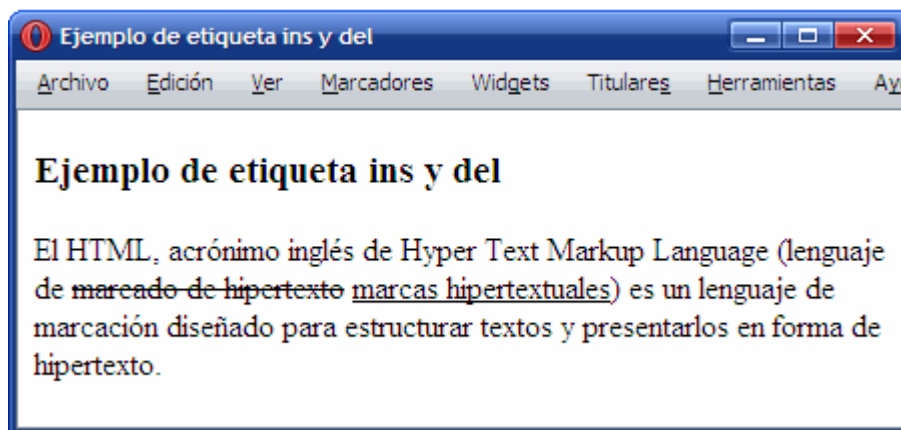 Ejemplo de etiqueta ins y del
Archivo Edición Ver Marcadores Widgets Titulares Herramientas Ay
Ejemplo de etiqueta ins y del
El HTML, acrónimo inglés de Hyper Text Markup Language (lenguaje
de marcado de hipertexto marcas hipertextuales) es un lenguaje de
marcación diseñado para estructurar textos y presentarlos en forma de
hipertexto.